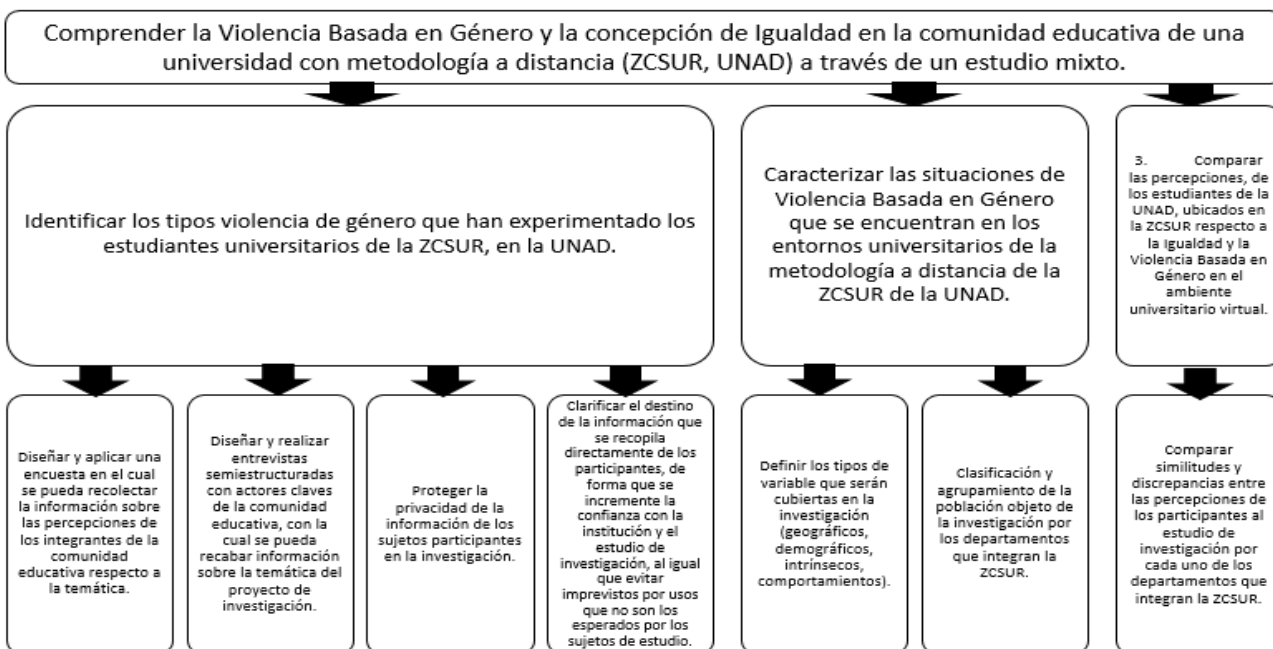 Comprender la Violencia Basada en Género y la concepción de Igualdad en la comunidad educativa de una
universidad con metodología a distancia (ZCSUR, UNAD) a través de un estudio mixto.
Identificar los tipos violencia de género que han experimentado los
estudiantes universitarios de la ZCSUR, en la UNAD.
Caracterizar las situaciones de
Violencia Basada en Género
que se encuentran en los
entornos universitarios de la
metodología a distancia de la
ZCSUR de la UNAD.
3. Comparar
las percepciones, de
los estudiantes de la
UNAD, ubicados en
la ZCSUR respecto a
la Igualdad y la
Violencia Basada en
Género en el
ambiente
universitario virtual.
Diseñar y aplicar una
encuesta en el cual
se pueda recolectar
la información sobre
las percepciones de
los integrantes de la
comunidad
educativa respecto a
la temática.
Diseñar y realizar
entrevistas
semiestructuradas
con actores claves
de la comunidad
educativa, con la
cual se pueda
recabar información
sobre la temática del
proyecto de
investigación.
Proteger la
privacidad de la
información de los
sujetos participantes
en la investigación.
Clarificar el destino
de la información que
se recopila
directamente de los
participantes, de
forma que se
incremente la
confianza con la
institución y el
estudio de
investigación, al igual
que evitar
imprevistos por usos
que no son los
esperados por los
sujetos de estudio.
Definir los tipos de
variable que serán
cubiertas en la
investigación
(geográficos,
demográficos,
intrínsecos,
comportamientos).
Clasificación y
agrupamiento de la
población objeto de
la investigación por
los departamentos
que integran la
ZCSUR.
Comparar
similitudes y
discrepancias entre
las percepciones de
los participantes al
estudio de
investigación por
cada uno de los
departamentos que
integran la ZCSUR.